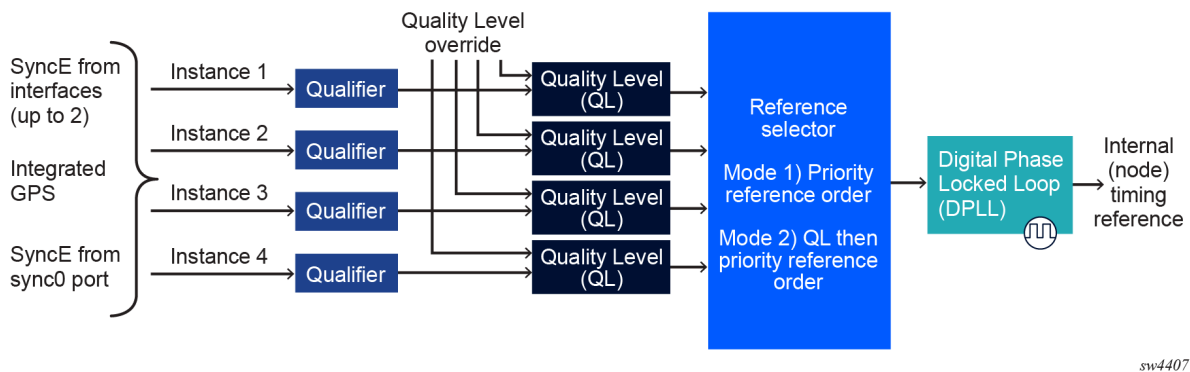 SyncE from
interfaces
(up to 2)
Integrated
GPS
SyncE from
sync0 port
Instance 1
Instance 2
Instance 3
Instance 4
Qualifier
Qualifier
Qualifier
Qualifier
Quality Level
override
Quality Level
(QL)
Quality Level
(QL)
Quality Level
(QL)
Quality Level
(QL)
Reference
selector
Mode 1) Priority
reference order
Mode 2) QL then
priority reference
order
Digital Phase
Locked Loop
(DPLL)
Internal
(node)
timing
reference
sw4407